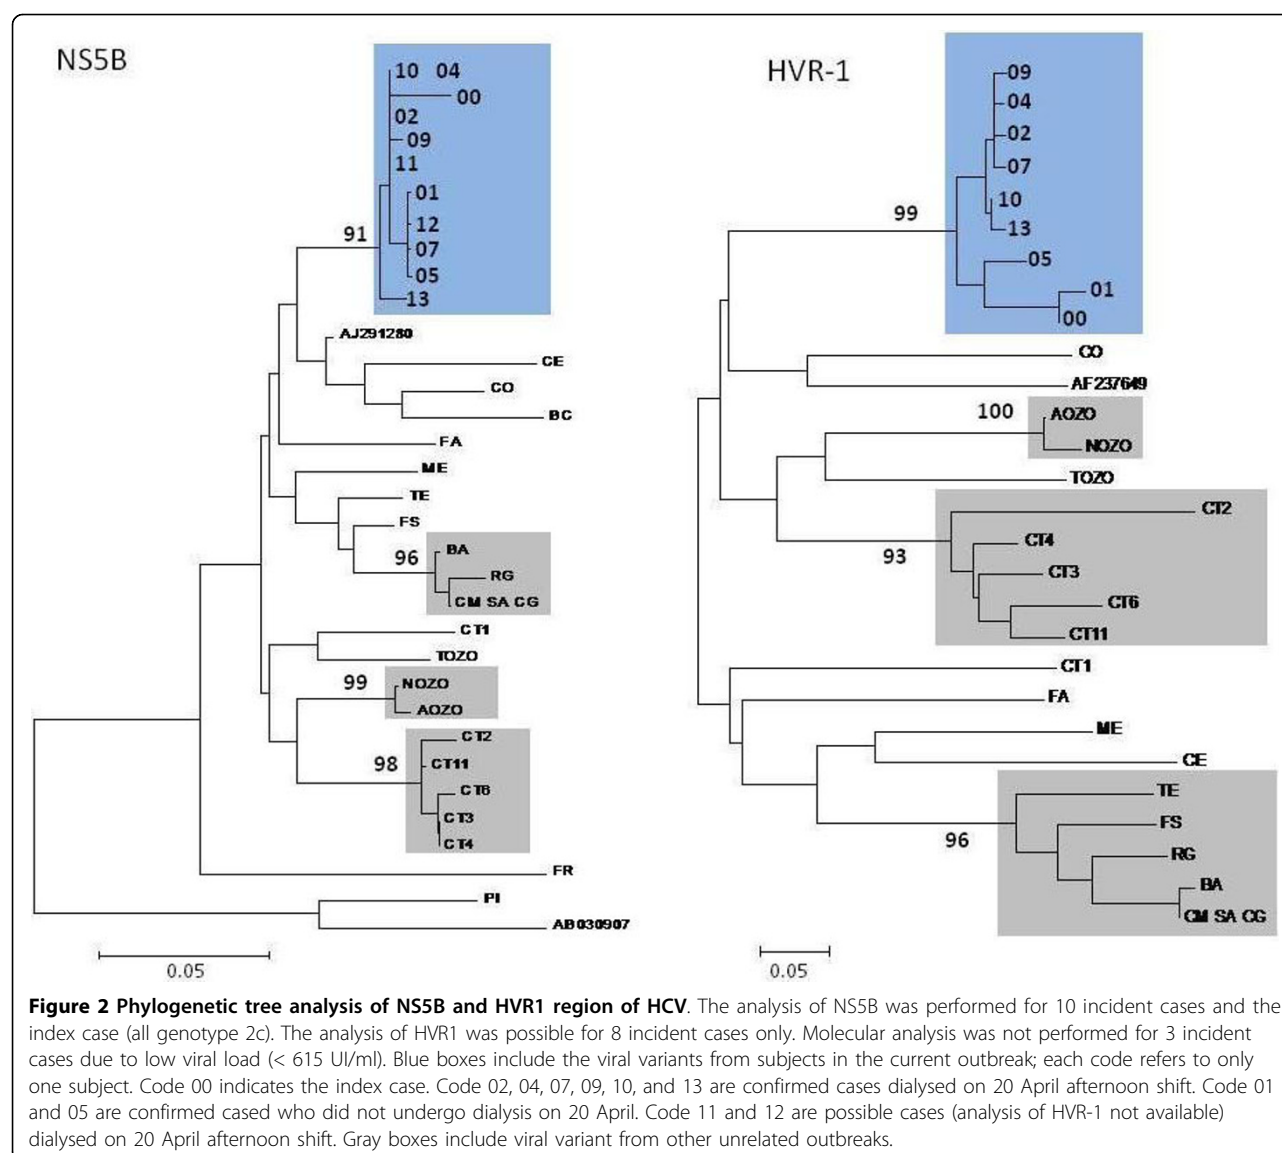 NS5B
10 04
00
02
09
11
01
12
07
05
13
91
AJ291280
CE
CO
BC
FA
ME
TE
FS
96
BA
RG
CM SA CG
CT1
TOZO
99
NOZO
AOZO
98
CT2
CT11
CT6
CT3
CT4
FR
PI
AB030907
0.05
HVR-1
09
04
02
07
10
13
99
05
01
00
CO
AF237649
100
AOZO
NOZO
TOZO
CT2
93
CT4
CT3
CT6
CT11
CT1
FA
ME
CE
TE
96
FS
RG
BA
CM SA CG
0.05
Figure 2 Phylogenetic tree analysis of NS5B and HVR1 region of HCV. The analysis of NS5B was performed for 10 incident cases and the
index case (all genotype 2c). The analysis of HVR1 was possible for 8 incident cases only. Molecular analysis was not performed for 3 incident
cases due to low viral load (< 615 UI/ml). Blue boxes include the viral variants from subjects in the current outbreak; each code refers to only
one subject. Code 00 indicates the index case. Code 02, 04, 07, 09, 10, and 13 are confirmed cases dialysed on 20 April afternoon shift. Code 01
and 05 are confirmed cased who did not undergo dialysis on 20 April. Code 11 and 12 are possible cases (analysis of HVR-1 not available)
dialysed on 20 April afternoon shift. Gray boxes include viral variant from other unrelated outbreaks.